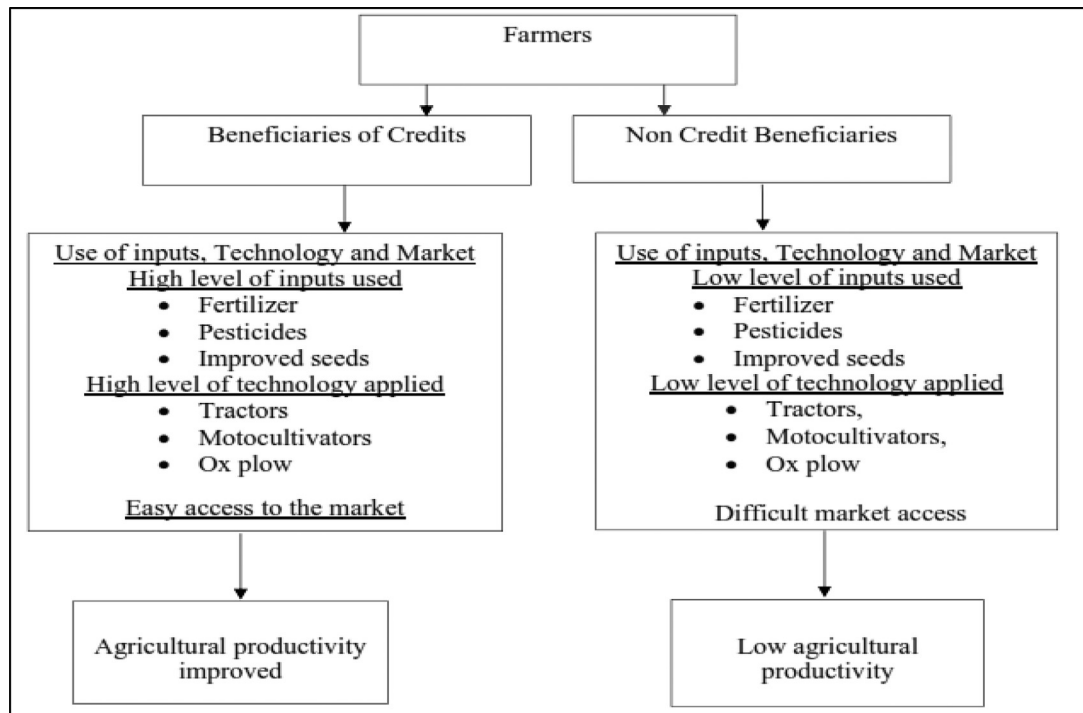 Farmers
Beneficiaries of Credits
Non Credit Beneficiaries
Use of inputs, Technology and Market
High level of inputs used
• Fertilizer
• Pesticides
• Improved seeds
High level of technology applied
• Tractors
• Motocultivators
• Ox plow
Easy access to the market
Use of inputs, Technology and Market
Low level of inputs used
• Fertilizer
• Pesticides
• Improved seeds
Low level of technology applied
• Tractors,
• Motocultivators,
• Ox plow
Difficult market access
Agricultural productivity
improved
Low agricultural
productivity